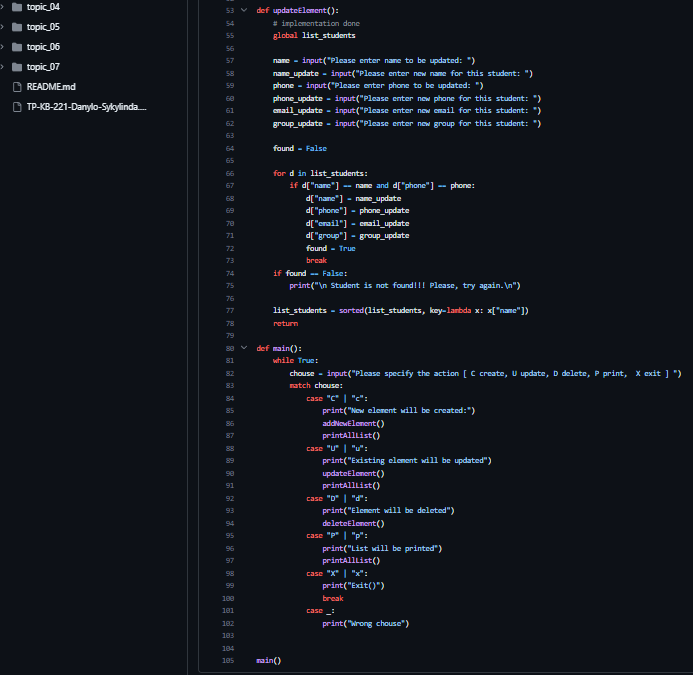 topic_04
topic_05
topic_06
topic_07
README.md
TP-KB-221-Danylo-Sykylinda....
53 def updateElement():
54 # implementation done
55 global list_students
56
57 name = input("Please enter name to be updated: ")
58 name_update = input("Please enter new name for this student: ")
59 phone = input("Please enter phone to be updated: ")
60 phone_update = input("Please enter new phone for this student: ")
61 email_update = input("Please enter new email for this student: ")
62 group_update = input("Please enter new group for this student: ")
63
64 found = False
65
66 for d in list_students:
67 if d["name"] == name and d["phone"] == phone:
68 d["name"] = name_update
69 d["phone"] = phone_update
70 d["email"] = email_update
71 d["group"] = group_update
72 found = True
73 break
74 if found == False:
75 print("\n Student is not found!!! Please, try again.\n")
76
77 list_students = sorted(list_students, key=lambda x: x["name"])
78 return
79
80 def main():
81 while True:
82 chouse = input("Please specify the action [ C create, U update, D delete, P print,  X exit ] ")
83 match chouse:
84 case "C" | "c":
85 print("New element will be created:")
86 addNewElement()
87 printAllList()
88 case "U" | "u":
89 print("Existing element will be updated")
90 updateElement()
91 printAllList()
92 case "D" | "d":
93 print("Element will be deleted")
94 deleteElement()
95 case "P" | "p":
96 print("List will be printed")
97 printAllList()
98 case "X" | "x":
99 print("Exit()")
100 break
101 case _:
102 print("Wrong chouse")
103
104
105 main()